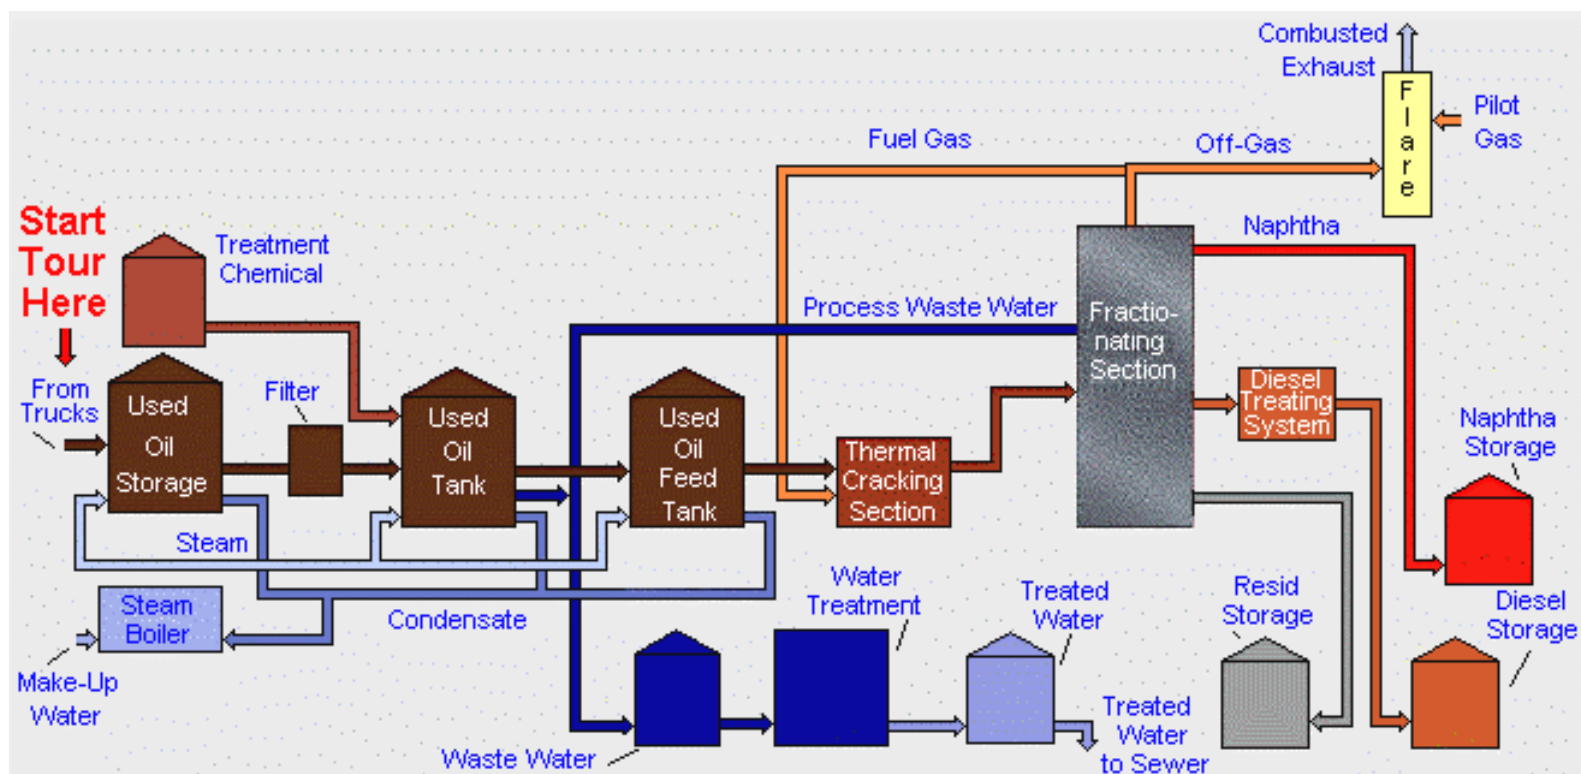 Combusted
Exhaust
Flare
Pilot
Gas
Fuel Gas
Off-Gas
Start
Tour
Here
Treatment
Chemical
Naphtha
Process Waste Water
Fractio-
nating
Section
From
Trucks
Used
Oil
Storage
Filter
Used
Oil
Tank
Used
Oil
Feed
Tank
Thermal
Cracking
Section
Diesel
Treating
System
Naphtha
Storage
Steam
Steam
Boiler
Condensate
Make-Up
Water
Water
Treatment
Treated
Water
Resid
Storage
Diesel
Storage
Waste Water
Treated
Water
to Sewer